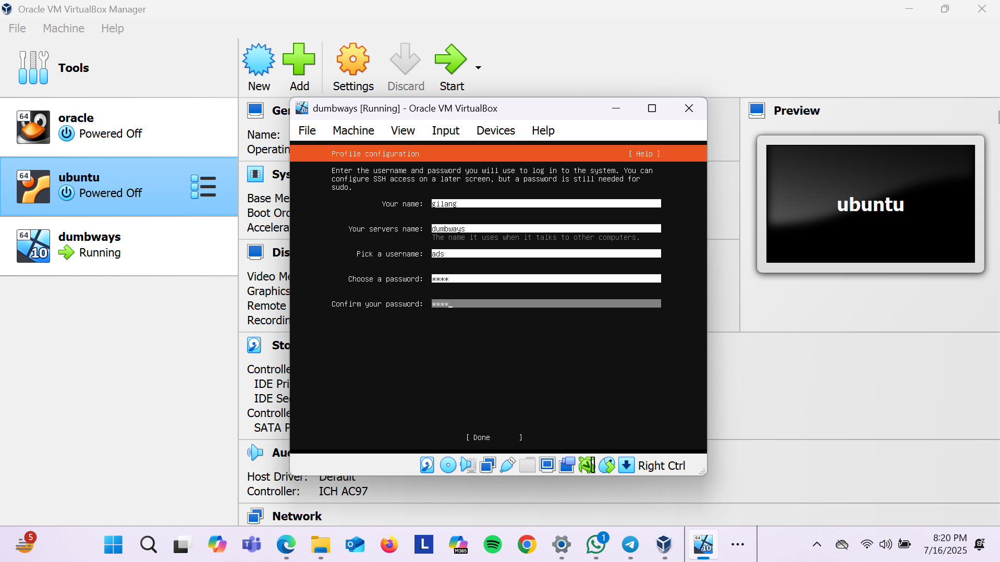 Oracle VM VirtualBox Manager
File Machine Help
Tools
New Add Settings Discard Start
64 oracle
Powered Off
64 ubuntu
Powered Off
64 10 dumbways
Running
Gen
Name:
Operatin
Sys
Base Me
Boot Ord
Accelera
Dis
Video Me
Graphics
Remote
Recordin
Sto
Controlle
IDE Pri
IDE Sec
Controlle
SATA P
Aud
Host Driver: Default
Controller: ICH AC97
Network
Preview
ubuntu
dumbways [Running] - Oracle VM VirtualBox
File Machine View Input Devices Help
Profile configuration [ Help ]
Enter the username and password you will use to log in to the system. You can
configure SSH access on a later screen, but a password is still needed for
sudo.
Your name: gilang
Your servers name: dumbways
The name it uses when it talks to other computers.
Pick a username: ads
Choose a password: ****
Confirm your password: ****_
[ Done ]
Right Ctrl
5
L
M365
1
64 10
8:20 PM
7/16/2025